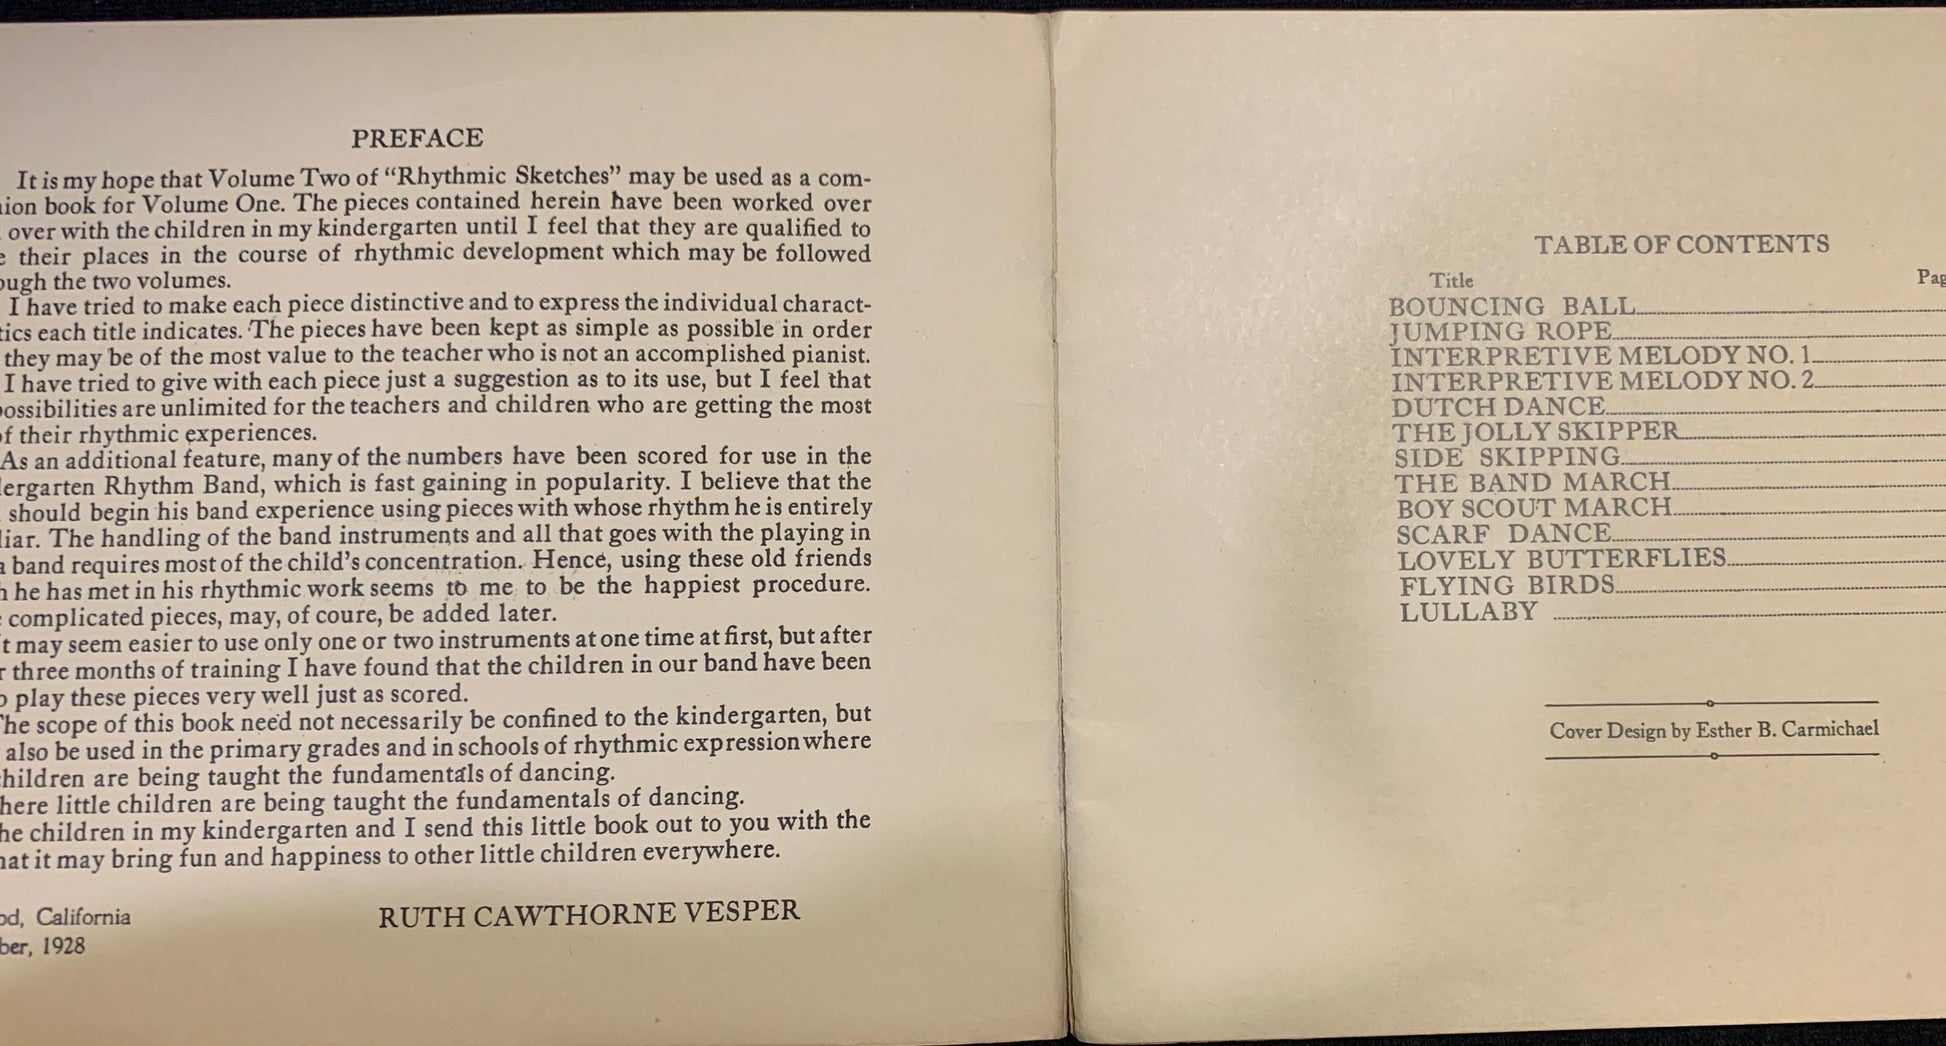 PREFACE
It is my hope that Volume Two of “Rhythmic Sketches” may be used as a com-
ion book for Volume One. The pieces contained herein have been worked over
over with the children in my kindergarten until I feel that they are qualified to
e their places in the course of rhythmic development which may be followed
ough the two volumes.
I have tried to make each piece distinctive and to express the individual charact-
tics each title indicates. The pieces have been kept as simple as possible in order
they may be of the most value to the teacher who is not an accomplished pianist.
I have tried to give with each piece just a suggestion as to its use, but I feel that
possibilities are unlimited for the teachers and children who are getting the most
of their rhythmic experiences.
As an additional feature, many of the numbers have been scored for use in the
dergarten Rhythm Band, which is fast gaining in popularity. I believe that the
should begin his band experience using pieces with whose rhythm he is entirely
liar. The handling of the band instruments and all that goes with the playing in
a band requires most of the child’s concentration. Hence, using these old friends
h he has met in his rhythmic work seems to me to be the happiest procedure.
complicated pieces, may, of coure, be added later.
t may seem easier to use only one or two instruments at one time at first, but after
r three months of training I have found that the children in our band have been
o play these pieces very well just as scored.
The scope of this book need not necessarily be confined to the kindergarten, but
also be used in the primary grades and in schools of rhythmic expression where
children are being taught the fundamentals of dancing.
here little children are being taught the fundamentals of dancing.
he children in my kindergarten and I send this little book out to you with the
hat it may bring fun and happiness to other little children everywhere.
od, California
RUTH CAWTHORNE VESPER
ber, 1928
TABLE OF CONTENTS
Title Pag
BOUNCING BALL
JUMPING ROPE
INTERPRETIVE MELODY NO. 1
INTERPRETIVE MELODY NO. 2
DUTCH DANCE
THE JOLLY SKIPPER
SIDE SKIPPING
THE BAND MARCH
BOY SCOUT MARCH
SCARF DANCE
LOVELY BUTTERFLIES
FLYING BIRDS
LULLABY
Cover Design by Esther B. Carmichael